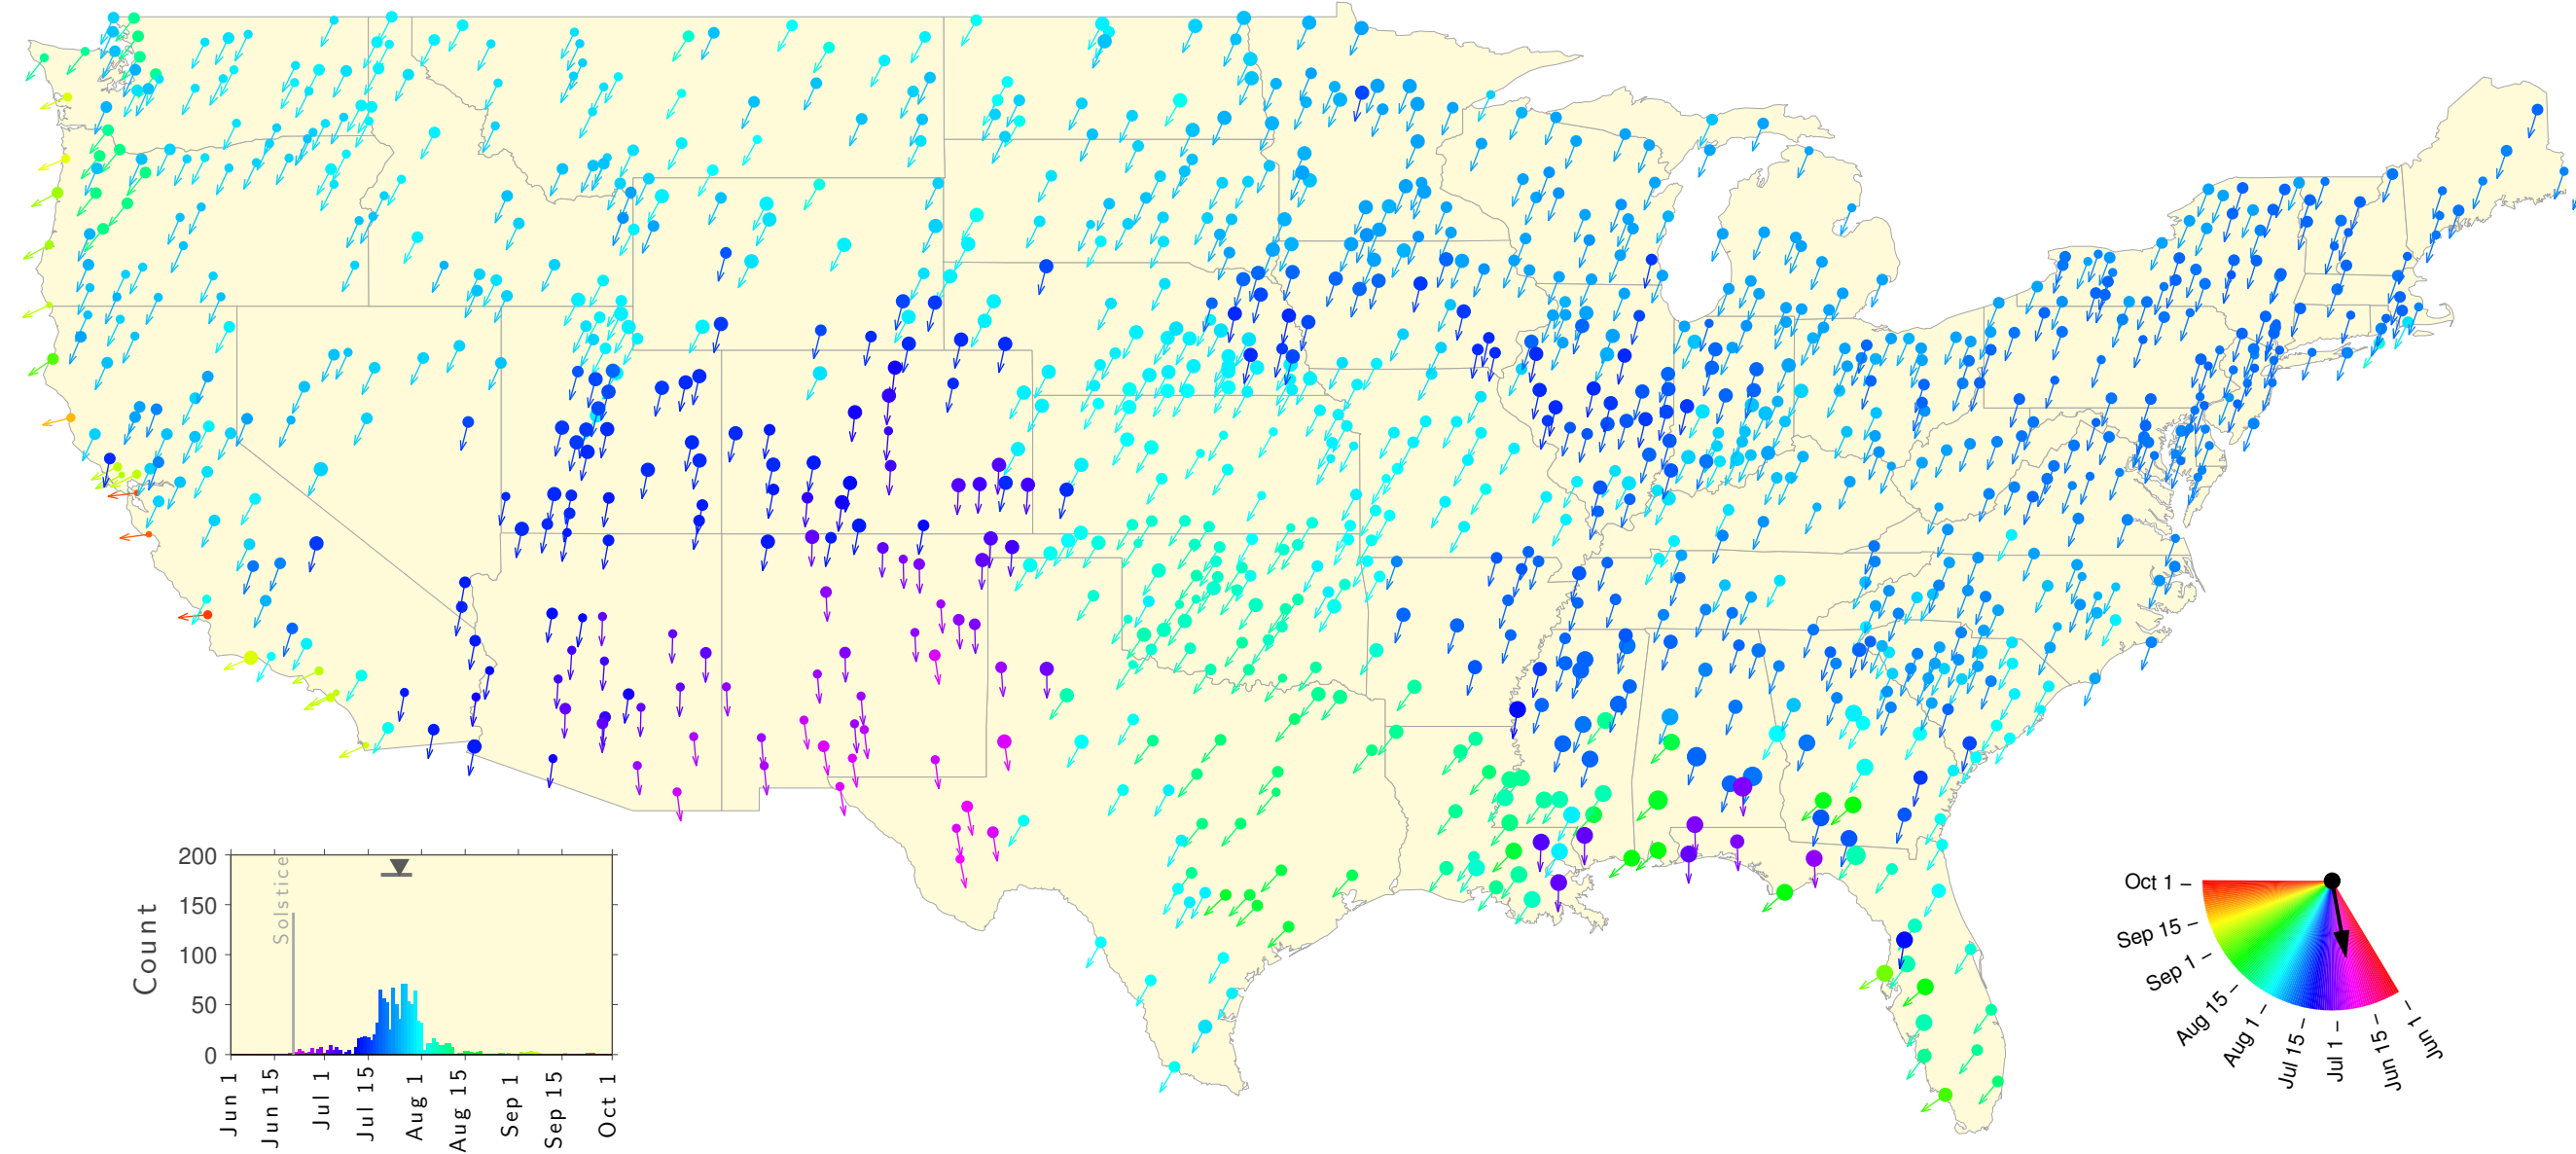 200
150
100
50
0
Count
Solstice
Jun 1
Jun 15
Jul 1
Jul 15
Aug 1
Aug 15
Sep 1
Sep 15
Oct 1
Oct 1 –
Sep 15 –
Sep 1 –
Aug 15 –
Aug 1 –
Jul 15 –
Jul 1 –
Jun 15 –
Jun 1 –